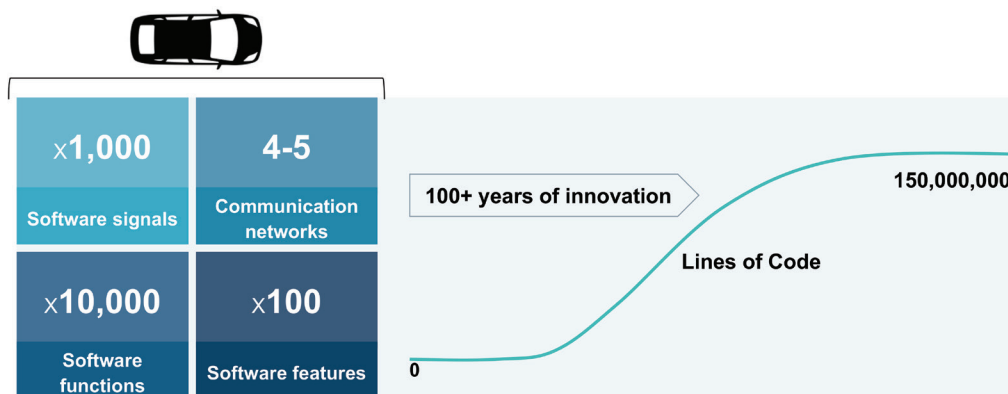 x1,000
4-5
Software signals
Communication
networks
x10,000
x100
Software
functions
Software features
100+ years of innovation
150,000,000
Lines of Code
0